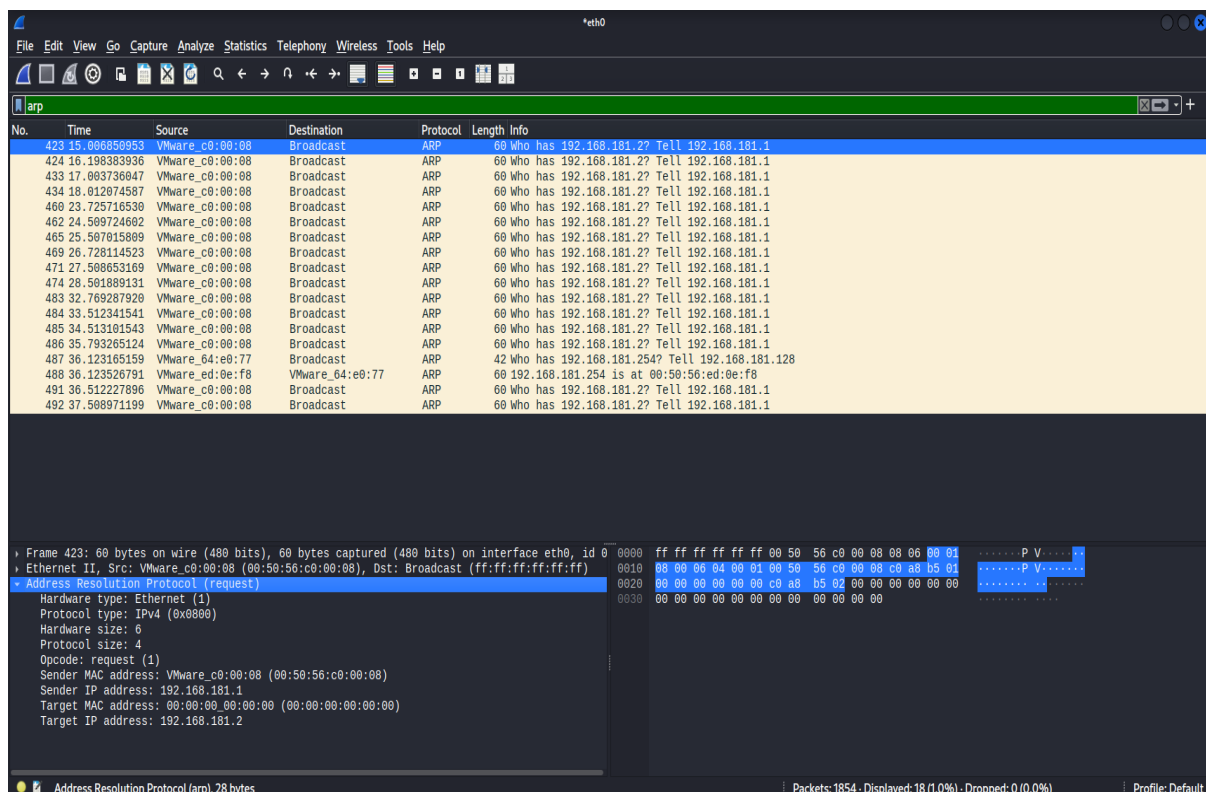 *eth0
File Edit View Go Capture Analyze Statistics Telephony Wireless Tools Help
arp
No. Time Source Destination Protocol Length Info
423 15.006850953 VMware_c0:00:08 Broadcast ARP 60 Who has 192.168.181.2? Tell 192.168.181.1
424 16.198383936 VMware_c0:00:08 Broadcast ARP 60 Who has 192.168.181.2? Tell 192.168.181.1
433 17.003736047 VMware_c0:00:08 Broadcast ARP 60 Who has 192.168.181.2? Tell 192.168.181.1
434 18.012074587 VMware_c0:00:08 Broadcast ARP 60 Who has 192.168.181.2? Tell 192.168.181.1
460 23.725716530 VMware_c0:00:08 Broadcast ARP 60 Who has 192.168.181.2? Tell 192.168.181.1
462 24.509724602 VMware_c0:00:08 Broadcast ARP 60 Who has 192.168.181.2? Tell 192.168.181.1
465 25.507015809 VMware_c0:00:08 Broadcast ARP 60 Who has 192.168.181.2? Tell 192.168.181.1
469 26.728114523 VMware_c0:00:08 Broadcast ARP 60 Who has 192.168.181.2? Tell 192.168.181.1
471 27.508653169 VMware_c0:00:08 Broadcast ARP 60 Who has 192.168.181.2? Tell 192.168.181.1
474 28.501889131 VMware_c0:00:08 Broadcast ARP 60 Who has 192.168.181.2? Tell 192.168.181.1
483 32.769287920 VMware_c0:00:08 Broadcast ARP 60 Who has 192.168.181.2? Tell 192.168.181.1
484 33.512341541 VMware_c0:00:08 Broadcast ARP 60 Who has 192.168.181.2? Tell 192.168.181.1
485 34.513101543 VMware_c0:00:08 Broadcast ARP 60 Who has 192.168.181.2? Tell 192.168.181.1
486 35.793265124 VMware_c0:00:08 Broadcast ARP 60 Who has 192.168.181.2? Tell 192.168.181.1
487 36.123165159 VMware_64:e0:77 Broadcast ARP 42 Who has 192.168.181.254? Tell 192.168.181.128
488 36.123526791 VMware_ed:0e:f8 VMware_64:e0:77 ARP 60 192.168.181.254 is at 00:50:56:ed:0e:f8
491 36.512227896 VMware_c0:00:08 Broadcast ARP 60 Who has 192.168.181.2? Tell 192.168.181.1
492 37.508971199 VMware_c0:00:08 Broadcast ARP 60 Who has 192.168.181.2? Tell 192.168.181.1
Frame 423: 60 bytes on wire (480 bits), 60 bytes captured (480 bits) on interface eth0, id 0
Ethernet II, Src: VMware_c0:00:08 (00:50:56:c0:00:08), Dst: Broadcast (ff:ff:ff:ff:ff:ff)
Address Resolution Protocol (request)
Hardware type: Ethernet (1)
Protocol type: IPv4 (0x0800)
Hardware size: 6
Protocol size: 4
Opcode: request (1)
Sender MAC address: VMware_c0:00:08 (00:50:56:c0:00:08)
Sender IP address: 192.168.181.1
Target MAC address: 00:00:00_00:00:00 (00:00:00:00:00:00)
Target IP address: 192.168.181.2
0000 ff ff ff ff ff ff 00 50 56 c0 00 08 08 06 00 01 ·······P V·······
0010 08 00 06 04 00 01 00 50 56 c0 00 08 c0 a8 b5 01 ·······P V·······
0020 00 00 00 00 00 00 c0 a8 b5 02 00 00 00 00 00 00 ········ ········
0030 00 00 00 00 00 00 00 00 00 00 00 00 ········ ····
Address Resolution Protocol (arp), 28 bytes
Packets: 1854 · Displayed: 18 (1.0%) · Dropped: 0 (0.0%)
Profile: Default